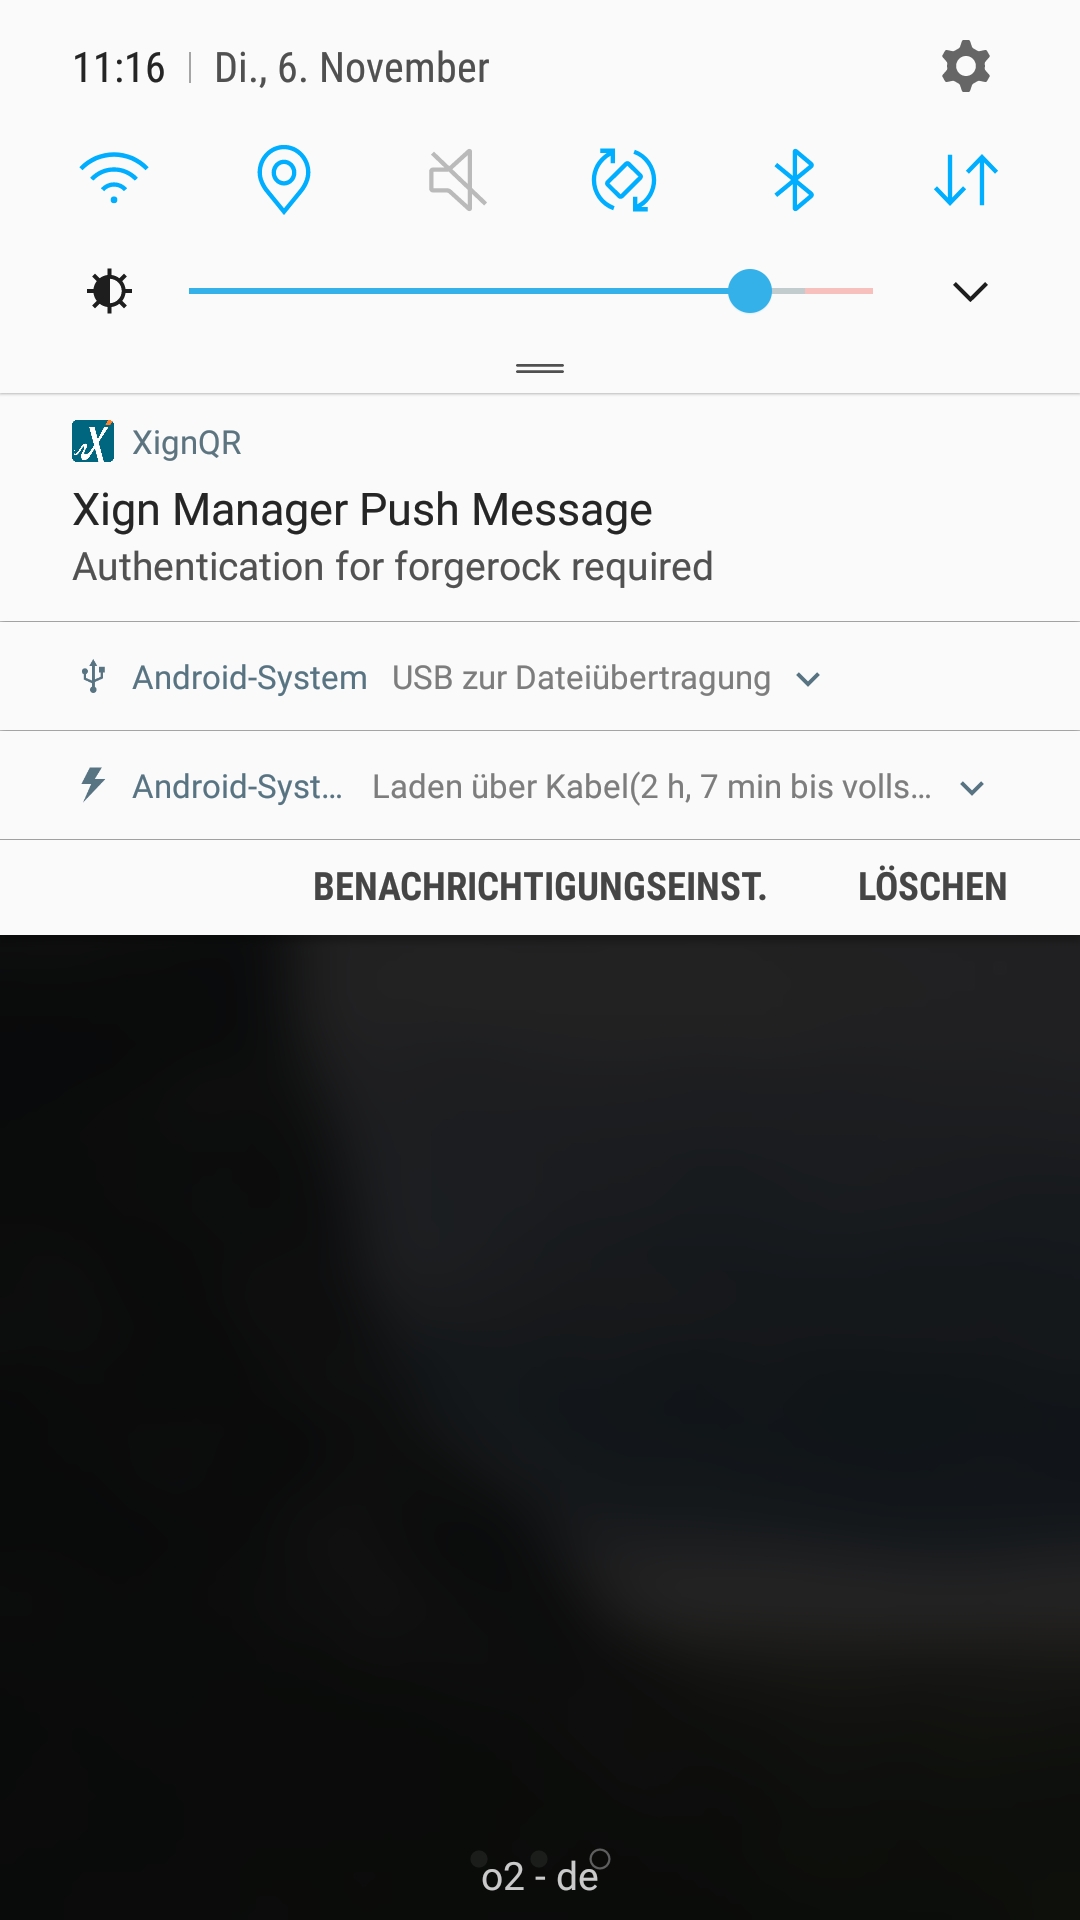 11:16 | Di., 6. November
XignQR
Xign Manager Push Message
Authentication for forgerock required
Android-System USB zur Dateiübertragung
Android-Syst... Laden über Kabel(2 h, 7 min bis volls...
BENACHRICHTIGUNGSEINST. LÖSCHEN
o2 - de